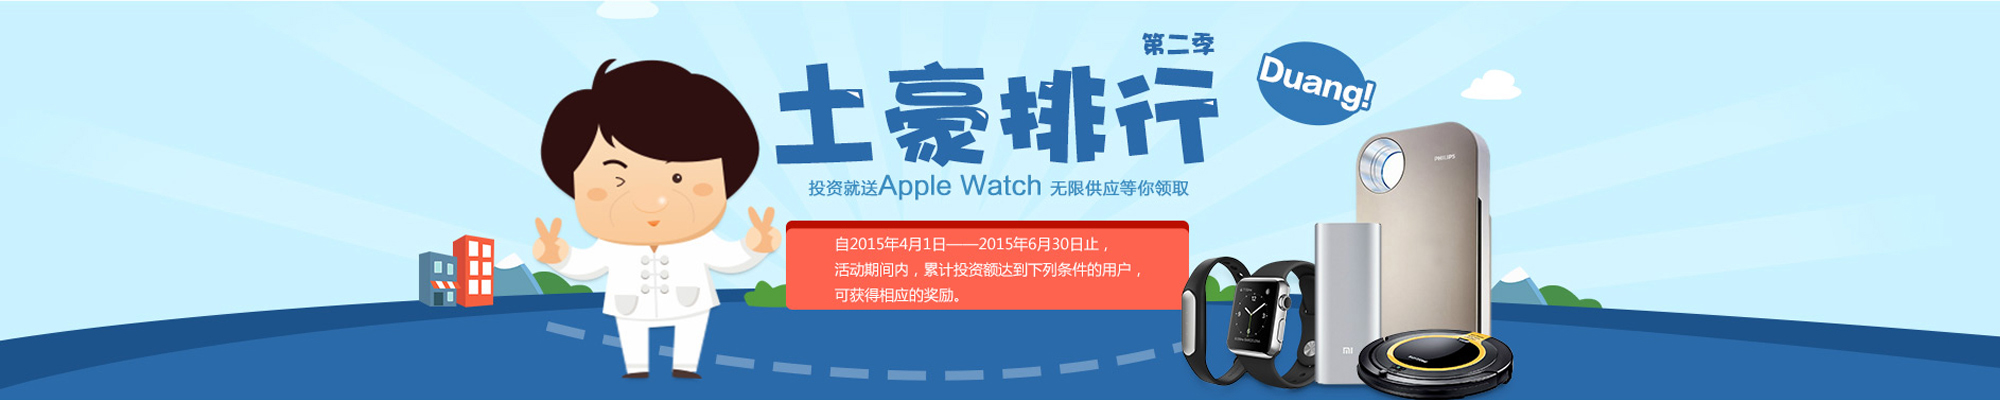 第二季
土豪排行
Duang!
投资就送Apple Watch 无限供应等你领取
自2015年4月1日——2015年6月30日止，
活动期间内，累计投资额达到下列条件的用户，
可获得相应的奖励。
PHILIPS
MI